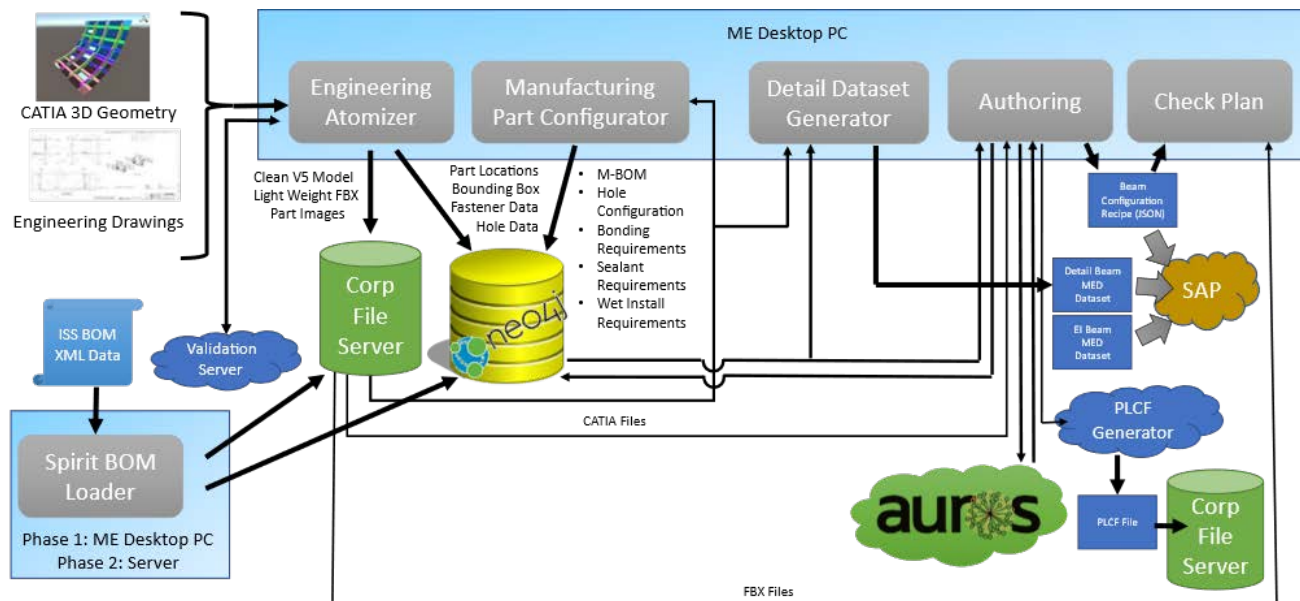 ME Desktop PC
CATIA 3D Geometry
Engineering Drawings
Engineering
Atomizer
Manufacturing
Part Configurator
Detail Dataset
Generator
Authoring
Check Plan
Clean V5 Model
Light Weight FBX
Part Images
Part Locations
Bounding Box
Fastener Data
Hole Data
• M-BOM
• Hole
Configuration
• Bonding
Requirements
• Sealant
Requirements
• Wet Install
Requirements
Beam
Configuration
Recipe (JSON)
Detail Beam
MED
Dataset
EI Beam
MED
Dataset
SAP
ISS BOM
XML Data
Validation
Server
Corp
File
Server
neo4j
CATIA Files
PLCF
Generator
Spirit BOM
Loader
Phase 1: ME Desktop PC
Phase 2: Server
auros
PLCF File
Corp
File
Server
FBX Files